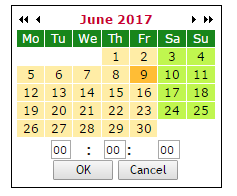 June 2017
Mo Tu We Th Fr Sa Su
1 2 3 4
5 6 7 8 9 10 11
12 13 14 15 16 17 18
19 20 21 22 23 24 25
26 27 28 29 30
00 : 00 : 00
OK Cancel